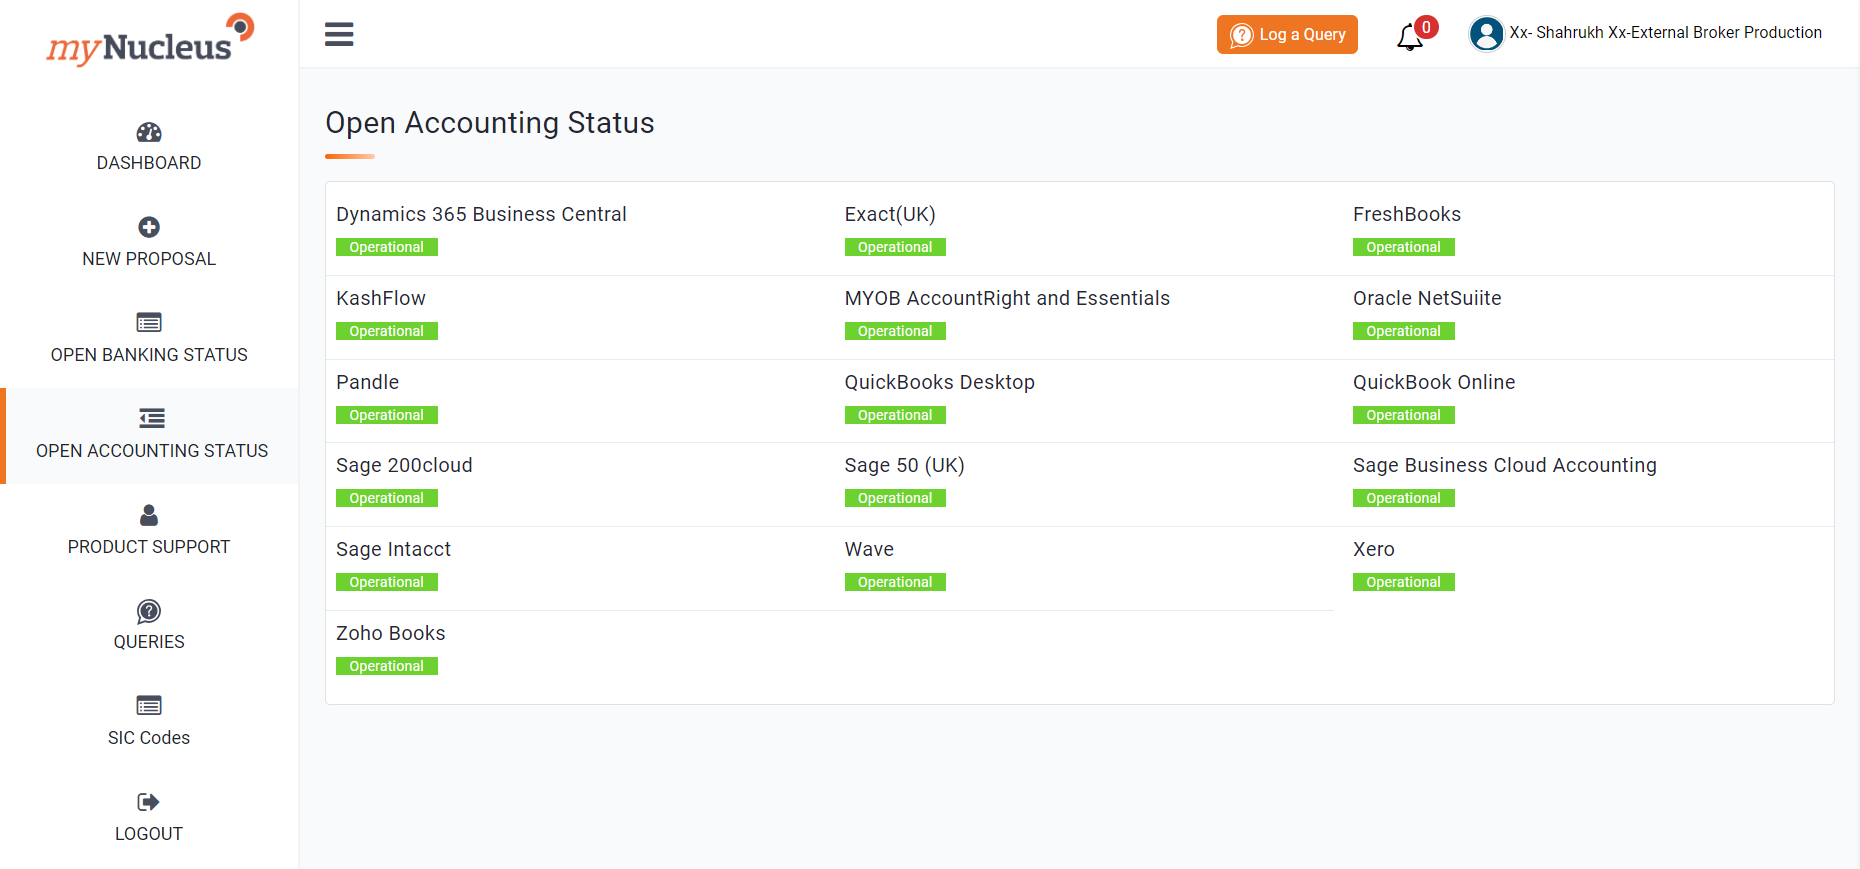 myNucleus
Log a Query
0
Xx- Shahrukh Xx-External Broker Production
DASHBOARD
NEW PROPOSAL
OPEN BANKING STATUS
OPEN ACCOUNTING STATUS
PRODUCT SUPPORT
QUERIES
SIC Codes
LOGOUT
Open Accounting Status
Dynamics 365 Business Central
Operational
Exact(UK)
Operational
FreshBooks
Operational
KashFlow
Operational
MYOB AccountRight and Essentials
Operational
Oracle NetSuiite
Operational
Pandle
Operational
QuickBooks Desktop
Operational
QuickBook Online
Operational
Sage 200cloud
Operational
Sage 50 (UK)
Operational
Sage Business Cloud Accounting
Operational
Sage Intacct
Operational
Wave
Operational
Xero
Operational
Zoho Books
Operational